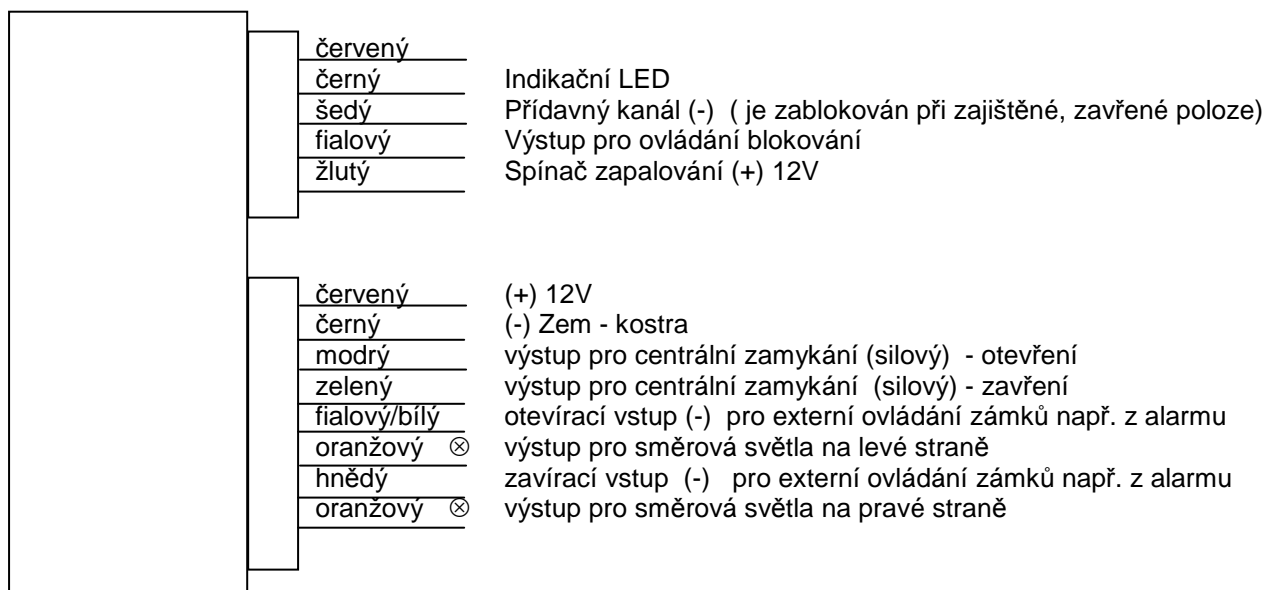 červený
černý Indikační LED
šedý Přídavný kanál (-) ( je zablokován při zajištěné, zavřené poloze)
fialový Výstup pro ovládání blokování
žlutý Spínač zapalování (+) 12V
červený (+) 12V
černý (-) Zem - kostra
modrý výstup pro centrální zamykání (silový) - otevření
zelený výstup pro centrální zamykání (silový) - zavření
fialový/bílý otevírací vstup (-) pro externí ovládání zámků např. z alarmu
oranžový ⊗ výstup pro směrová světla na levé straně
hnědý zavírací vstup (-) pro externí ovládání zámků např. z alarmu
oranžový ⊗ výstup pro směrová světla na pravé straně